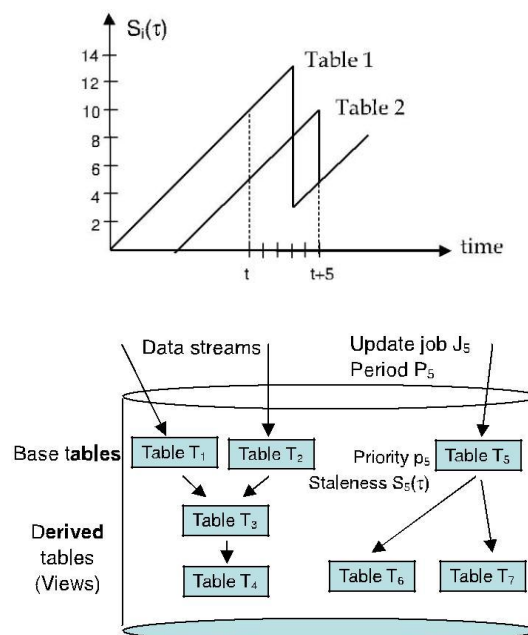 Sᵢ(τ)
14
12
10
8
6
4
2
Table 1
Table 2
time
t
t+5
Data streams
Update job J₅
Period P₅
Base tables
Table T₁
Table T₂
Priority p₅
Table T₅
Staleness S₅(τ)
Derived
tables
(Views)
Table T₃
Table T₄
Table T₆
Table T₇